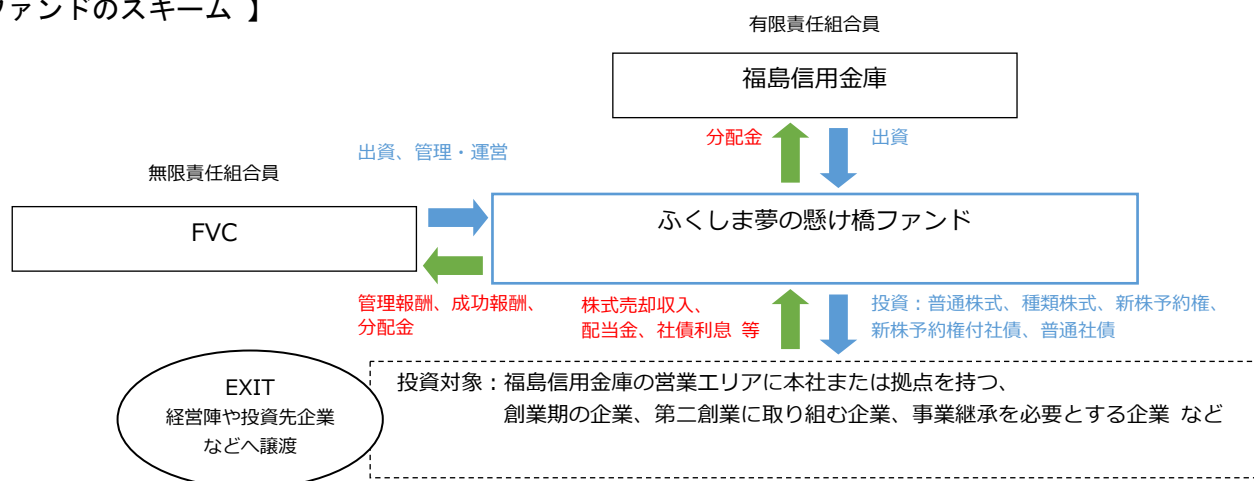 ファンドのスキーム 】
有限責任組合員
福島信用金庫
分配金
出資
出資、管理・運営
無限責任組合員
FVC
ふくしま夢の懸け橋ファンド
管理報酬、成功報酬、
分配金
株式売却収入、
配当金、社債利息 等
投資：普通株式、種類株式、新株予約権、
新株予約権付社債、普通社債
EXIT
経営陣や投資先企業
などへ譲渡
投資対象：福島信用金庫の営業エリアに本社または拠点を持つ、
創業期の企業、第二創業に取り組む企業、事業継承を必要とする企業 など